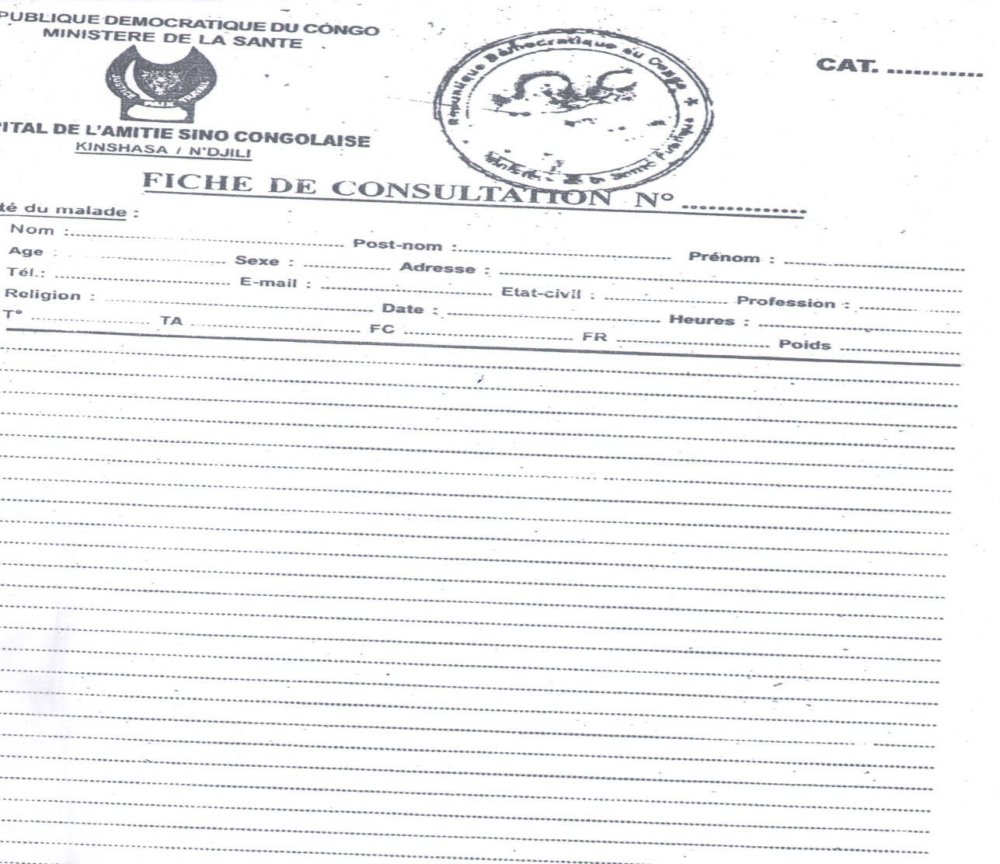 PUBLIQUE DEMOCRATIQUE DU CONGO
MINISTERE DE LA SANTE
JUSTICE PAIX TRAVAIL
PITAL DE L'AMITIE SINO CONGOLAISE
KINSHASA / N'DJILI
République Démocratique du Congo
CAT. ...........
FICHE DE CONSULTATION N° ..............
té du malade :
Nom :.......... Post-nom :.......... Prénom : ..........
Age : .......... Sexe : .......... Adresse : ..........
Tél.: .......... E-mail : .......... Etat-civil : .......... Profession : ..........
Religion : .......... Date : .......... Heures : ..........
T° .......... TA .......... FC .......... FR .......... Poids ..........